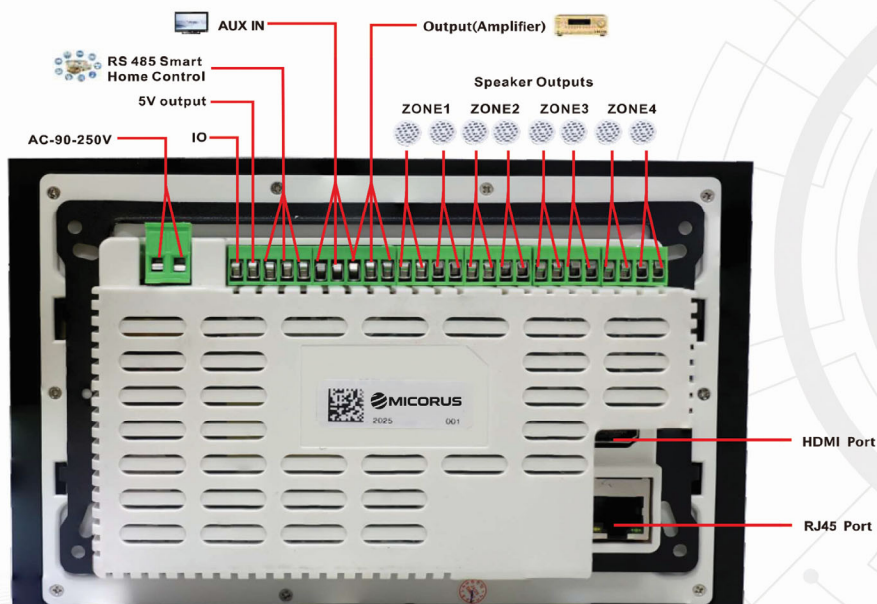 AUX IN
Output(Amplifier)
RS 485 Smart
Home Control
Speaker Outputs
5V output
ZONE1 ZONE2 ZONE3 ZONE4
AC-90-250V
IO
MICORUS
2025 001
HDMI Port
RJ45 Port